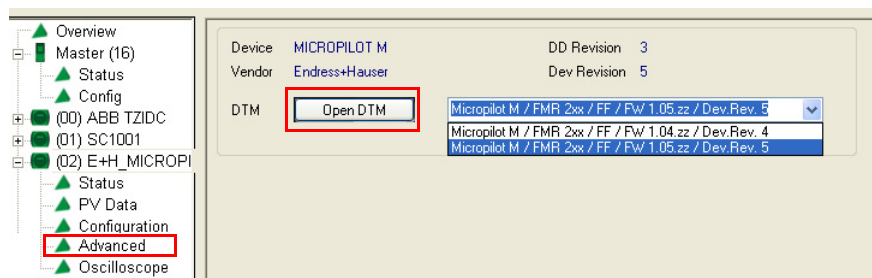 Overview
Master (16)
Status
Config
(00) ABB TZIDC
(01) SC1001
(02) E+H_MICROPI
Status
PV Data
Configuration
Advanced
Oscilloscope
Device MICROPILOT M DD Revision 3
Vendor Endress+Hauser Dev Revision 5
DTM Open DTM Micropilot M / FMR 2xx / FF / FW 1.05.zz / Dev.Rev. 5
Micropilot M / FMR 2xx / FF / FW 1.04.zz / Dev.Rev. 4
Micropilot M / FMR 2xx / FF / FW 1.05.zz / Dev.Rev. 5